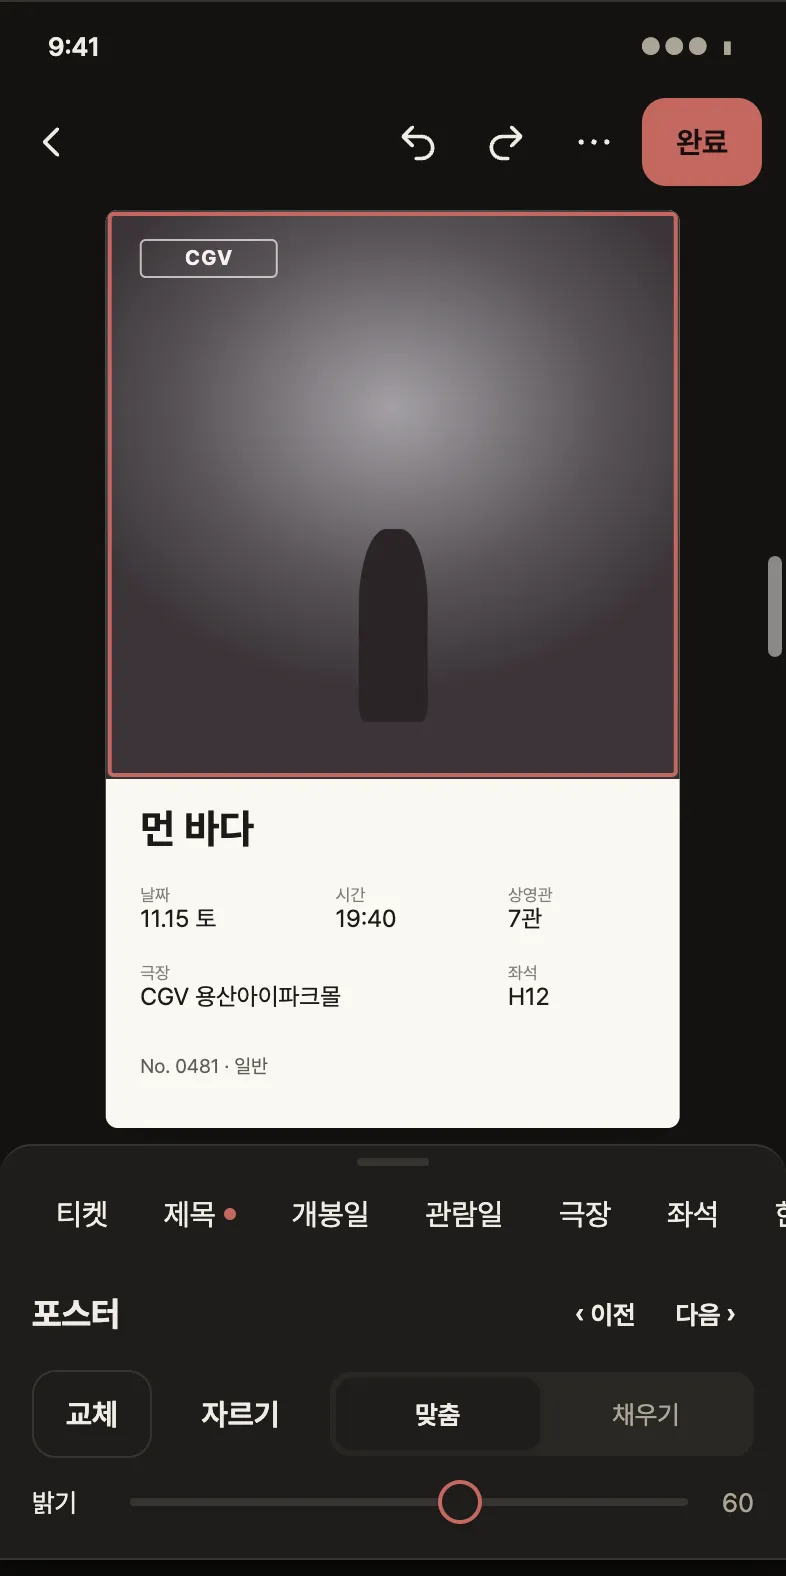 9:41
완료
CGV
먼 바다
날짜 시간 상영관
11.15 토 19:40 7관
극장 좌석
CGV 용산아이파크몰 H12
No. 0481 · 일반
티켓 제목 개봉일 관람일 극장 좌석
포스터 ‹ 이전 다음 ›
교체 자르기 맞춤 채우기
밝기 60